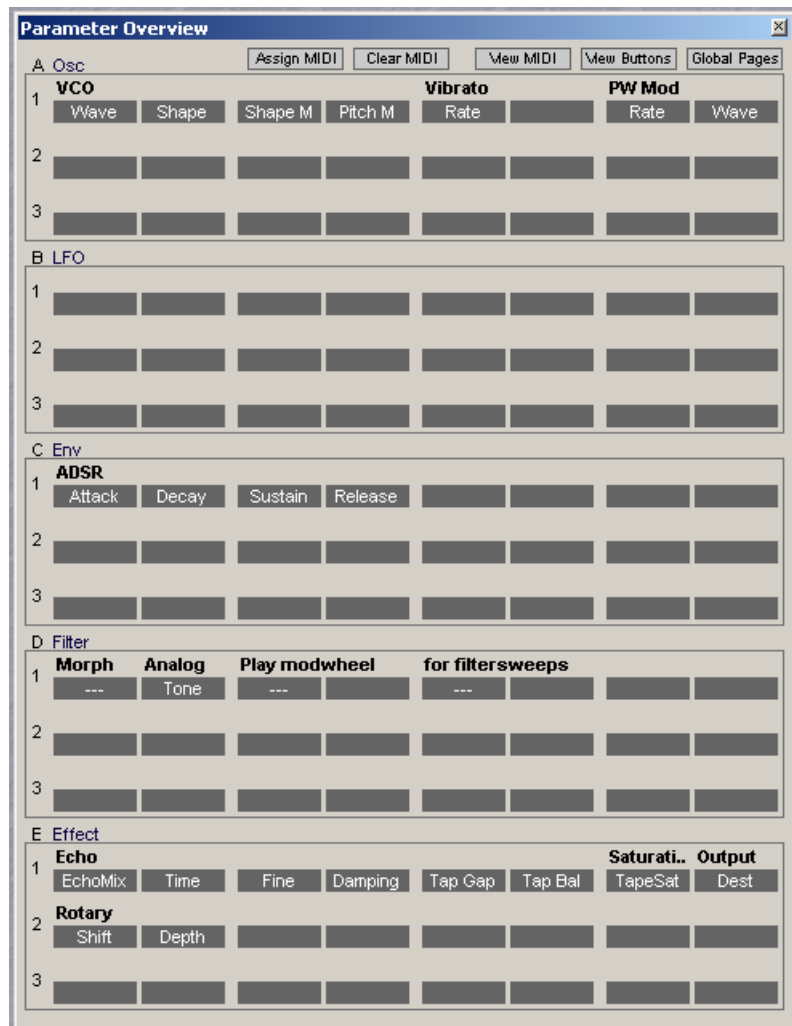 Parameter Overview
Assign MIDI Clear MIDI View MIDI View Buttons Global Pages
A Osc
VCO Vibrato PW Mod
1 Wave Shape Shape M Pitch M Rate Rate Wave
2
3
B LFO
1
2
3
C Env
ADSR
1 Attack Decay Sustain Release
2
3
D Filter
Morph Analog Play modwheel for filtersweeps
1 --- Tone --- ---
2
3
E Effect
Echo Saturati.. Output
1 EchoMix Time Fine Damping Tap Gap Tap Bal TapeSat Dest
Rotary
2 Shift Depth
3